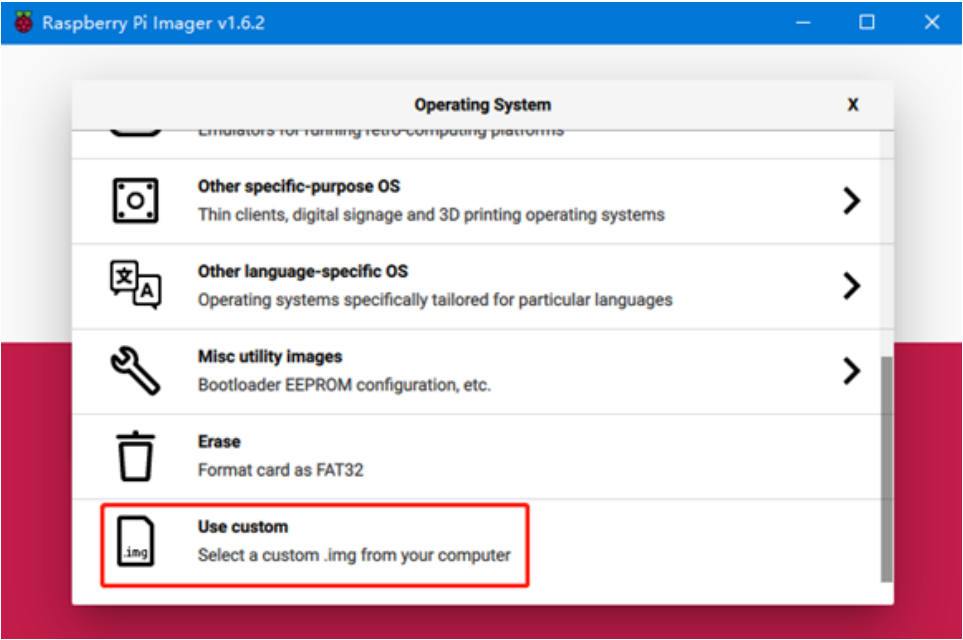 Raspberry Pi Imager v1.6.2
Operating System
X
Emulators for running retro-computing platforms
Other specific-purpose OS
Thin clients, digital signage and 3D printing operating systems
Other language-specific OS
Operating systems specifically tailored for particular languages
文
A
Misc utility images
Bootloader EEPROM configuration, etc.
Erase
Format card as FAT32
Use custom
.img
Select a custom .img from your computer